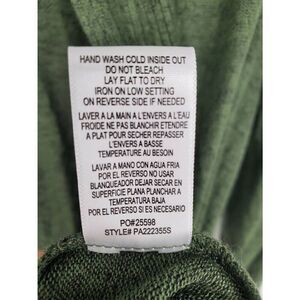 HAND WASH COLD INSIDE OUT
DO NOT BLEACH
LAY FLAT TO DRY
IRON ON LOW SETTING
ON REVERSE SIDE IF NEEDED
LAVER A LA MAIN A L'ENVERS A L'EAU
FROIDE NE PAS BLANCHIR ETENDRE
A PLAT POUR SECHER REPASSER
L'ENVERS A BASSE
TEMPERATURE AU BESOIN
LAVAR A MANO CON AGUA FRIA
POR EL REVERSO NO USAR
BLANQUEADOR DEJAR SECAR EN
SUPERFICIE PLANA PLANCHAR A
TEMPERATURA BAJA
POR EL REVERSO SI ES NECESARIO
PO#25598
STYLE# PA222355S